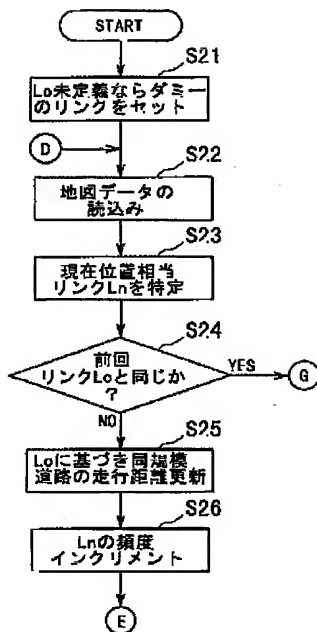 START
S21
Lo未定義ならダミー
のリンクをセット
D
S22
地図データの
読込み
S23
現在位置相当
リンクLnを特定
S24
前回
リンクLoと同じか
?
YES
G
NO
S25
Loに基づき同規模
道路の走行距離更新
S26
Lnの頻度
インクリメント
E